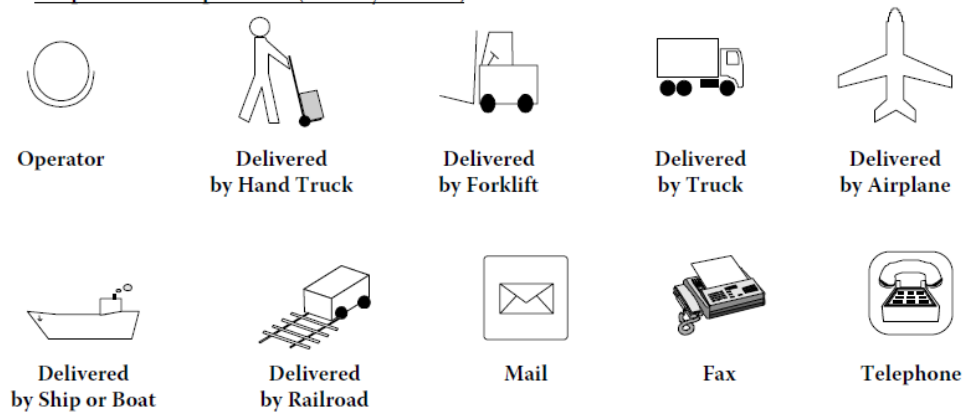 Operator
Delivered
by Hand Truck
Delivered
by Forklift
Delivered
by Truck
Delivered
by Airplane
Delivered
by Ship or Boat
Delivered
by Railroad
Mail
Fax
Telephone